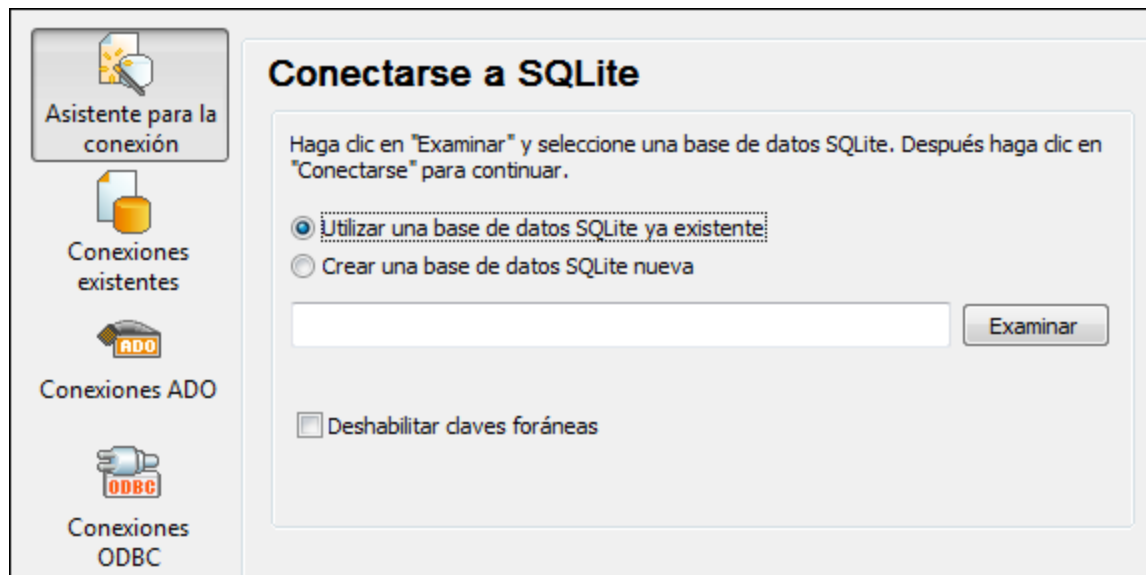 Asistente para la
conexión
Conexiones
existentes
ADO
Conexiones ADO
ODBC
Conexiones
ODBC
Conectarse a SQLite
Haga clic en "Examinar" y seleccione una base de datos SQLite. Después haga clic en
"Conectarse" para continuar.
Utilizar una base de datos SQLite ya existente
Crear una base de datos SQLite nueva
Examinar
Deshabilitar claves foráneas